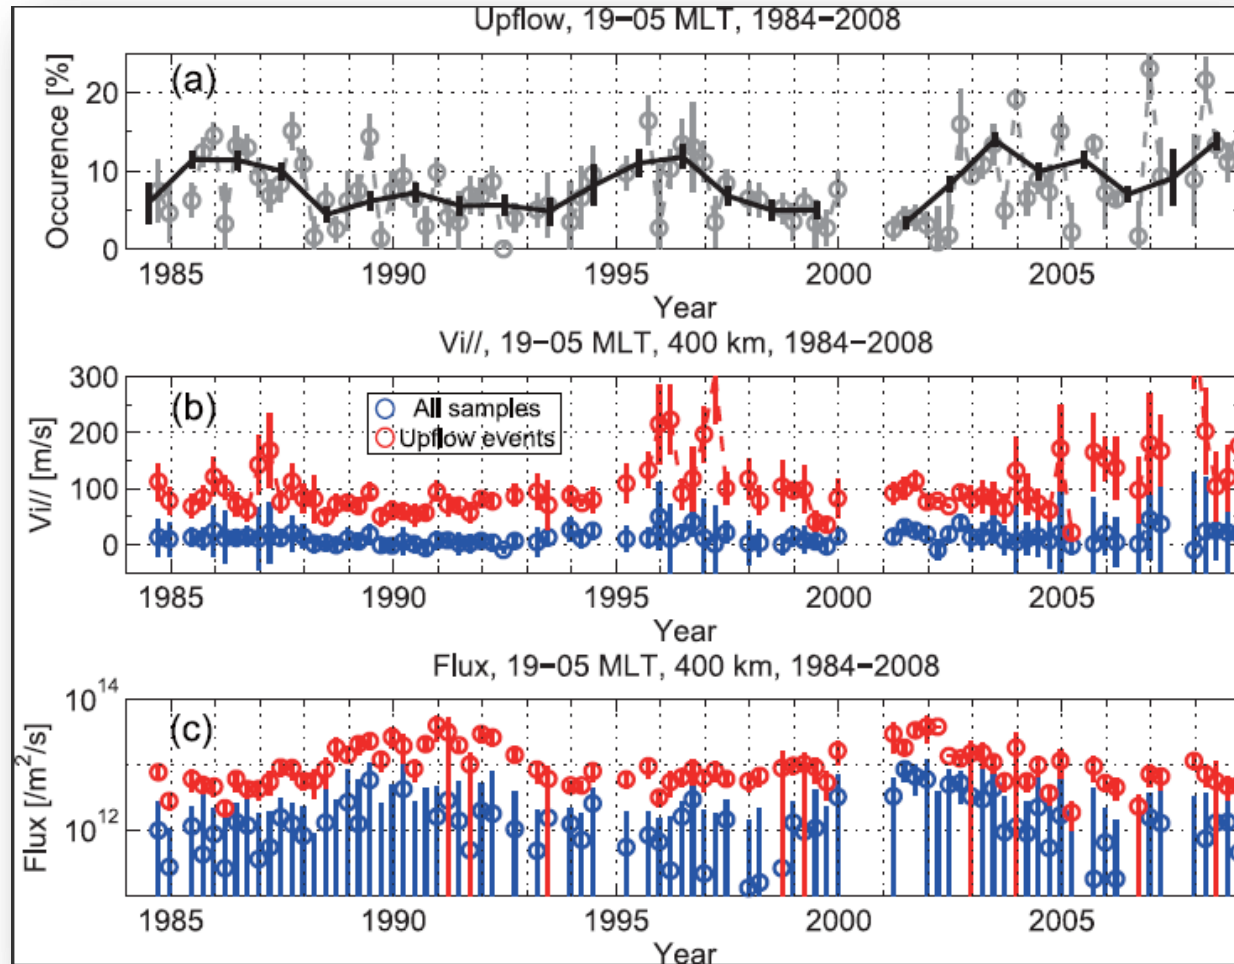 Upflow, 19−05 MLT, 1984−2008
(a)
Occurence [%]
20
10
0
1985 1990 1995 2000 2005
Year
Vi//, 19−05 MLT, 400 km, 1984−2008
(b)
All samples
Upflow events
Vi// [m/s]
300
200
100
0
1985 1990 1995 2000 2005
Year
Flux, 19−05 MLT, 400 km, 1984−2008
(c)
Flux [/m²/s]
10¹⁴
10¹²
1985 1990 1995 2000 2005
Year